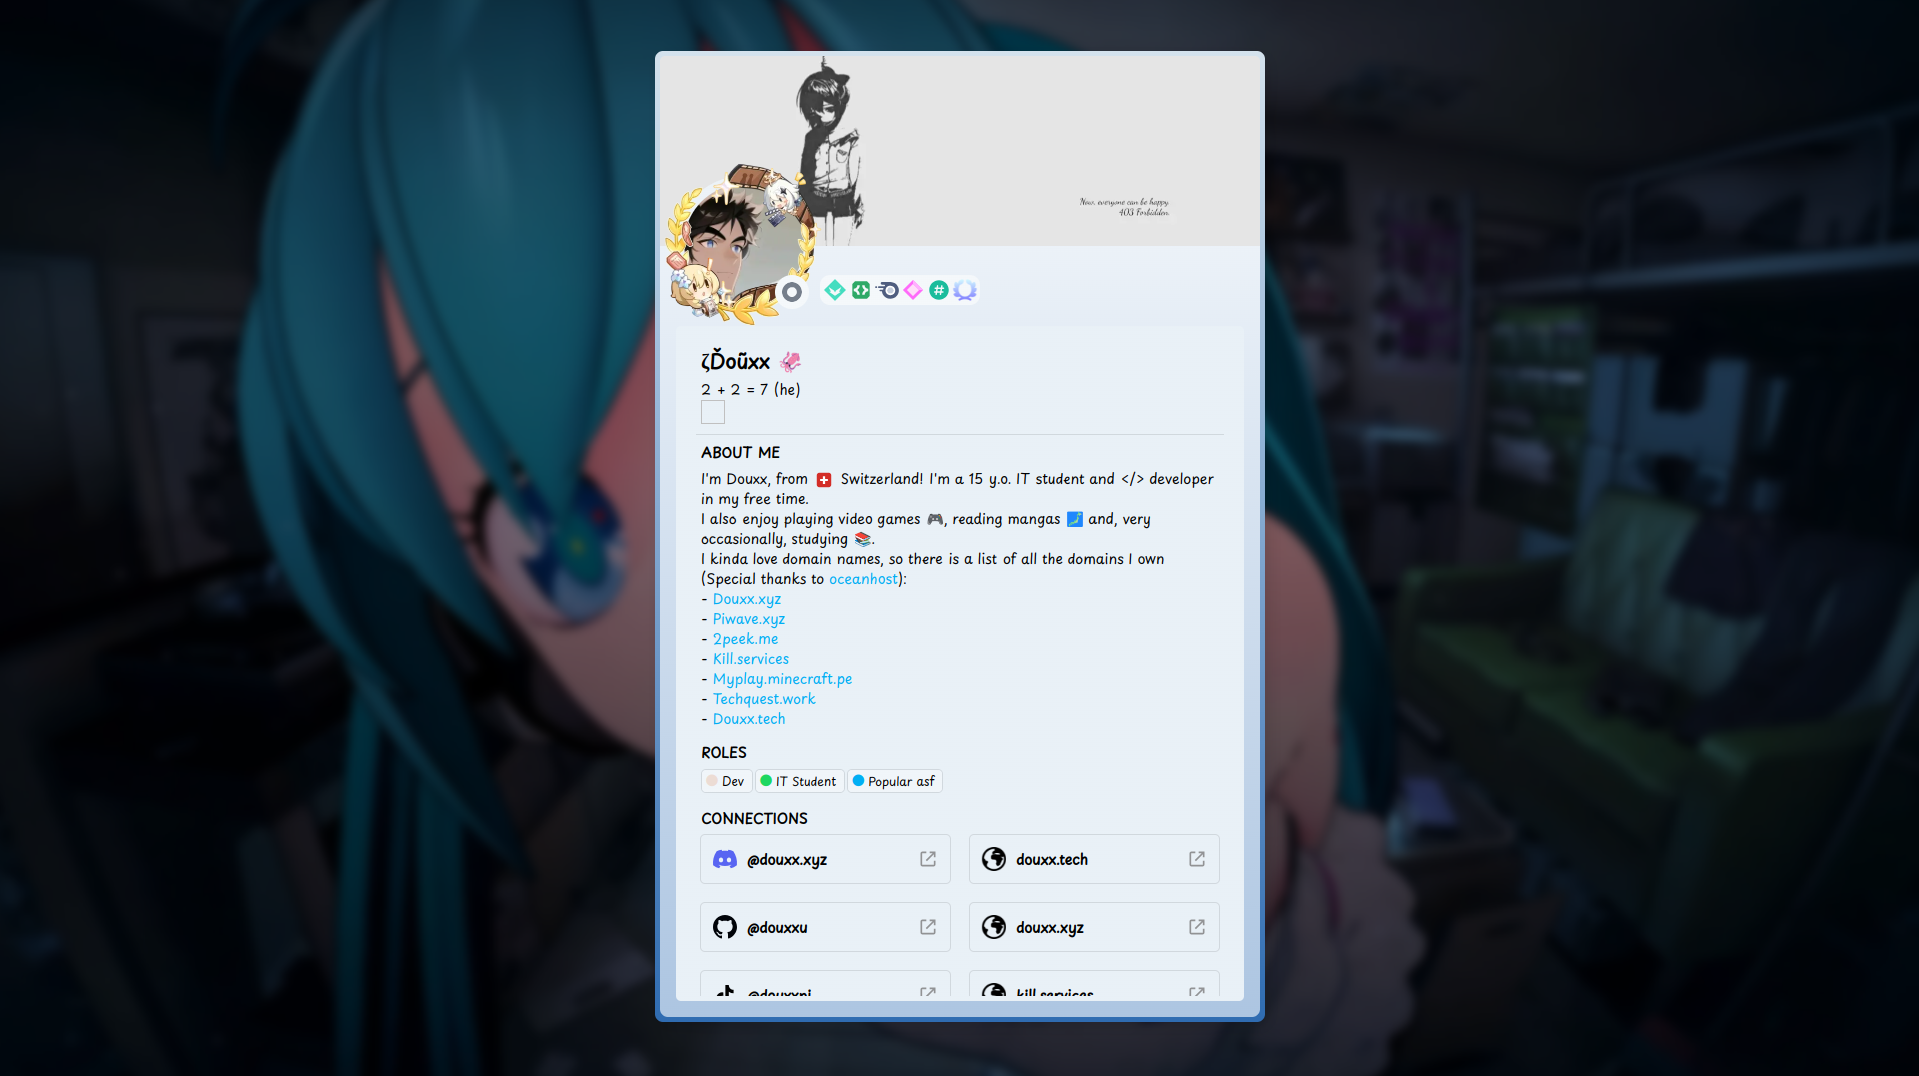 Now, everyone can be happy.
403 Forbidden.
ζĎoũxx 🦑
2 + 2 = 7 (he)
ABOUT ME
I'm Douxx, from 🇨🇭 Switzerland! I'm a 15 y.o. IT student and </> developer
in my free time.
I also enjoy playing video games 🎮, reading mangas 🗾 and, very
occasionally, studying 📚.
I kinda love domain names, so there is a list of all the domains I own
(Special thanks to oceanhost):
- Douxx.xyz
- Piwave.xyz
- 2peek.me
- Kill.services
- Myplay.minecraft.pe
- Techquest.work
- Douxx.tech
ROLES
Dev IT Student Popular asf
CONNECTIONS
@douxx.xyz douxx.tech
@douxxu douxx.xyz
@douxxpi kill.services